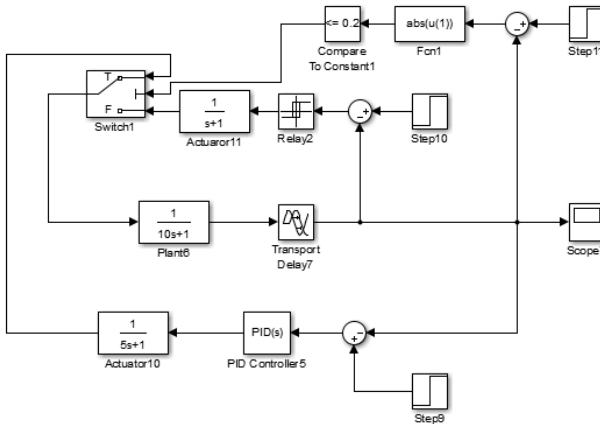 <= 0.2
Compare
To Constant1
abs(u(1))
Fcn1
Step11
T
F
Switch1
1
s+1
Actuaror11
Relay2
Step10
1
10s+1
Plant6
Transport
Delay7
Scope
1
5s+1
Actuator10
PID(s)
PID Controller5
Step9